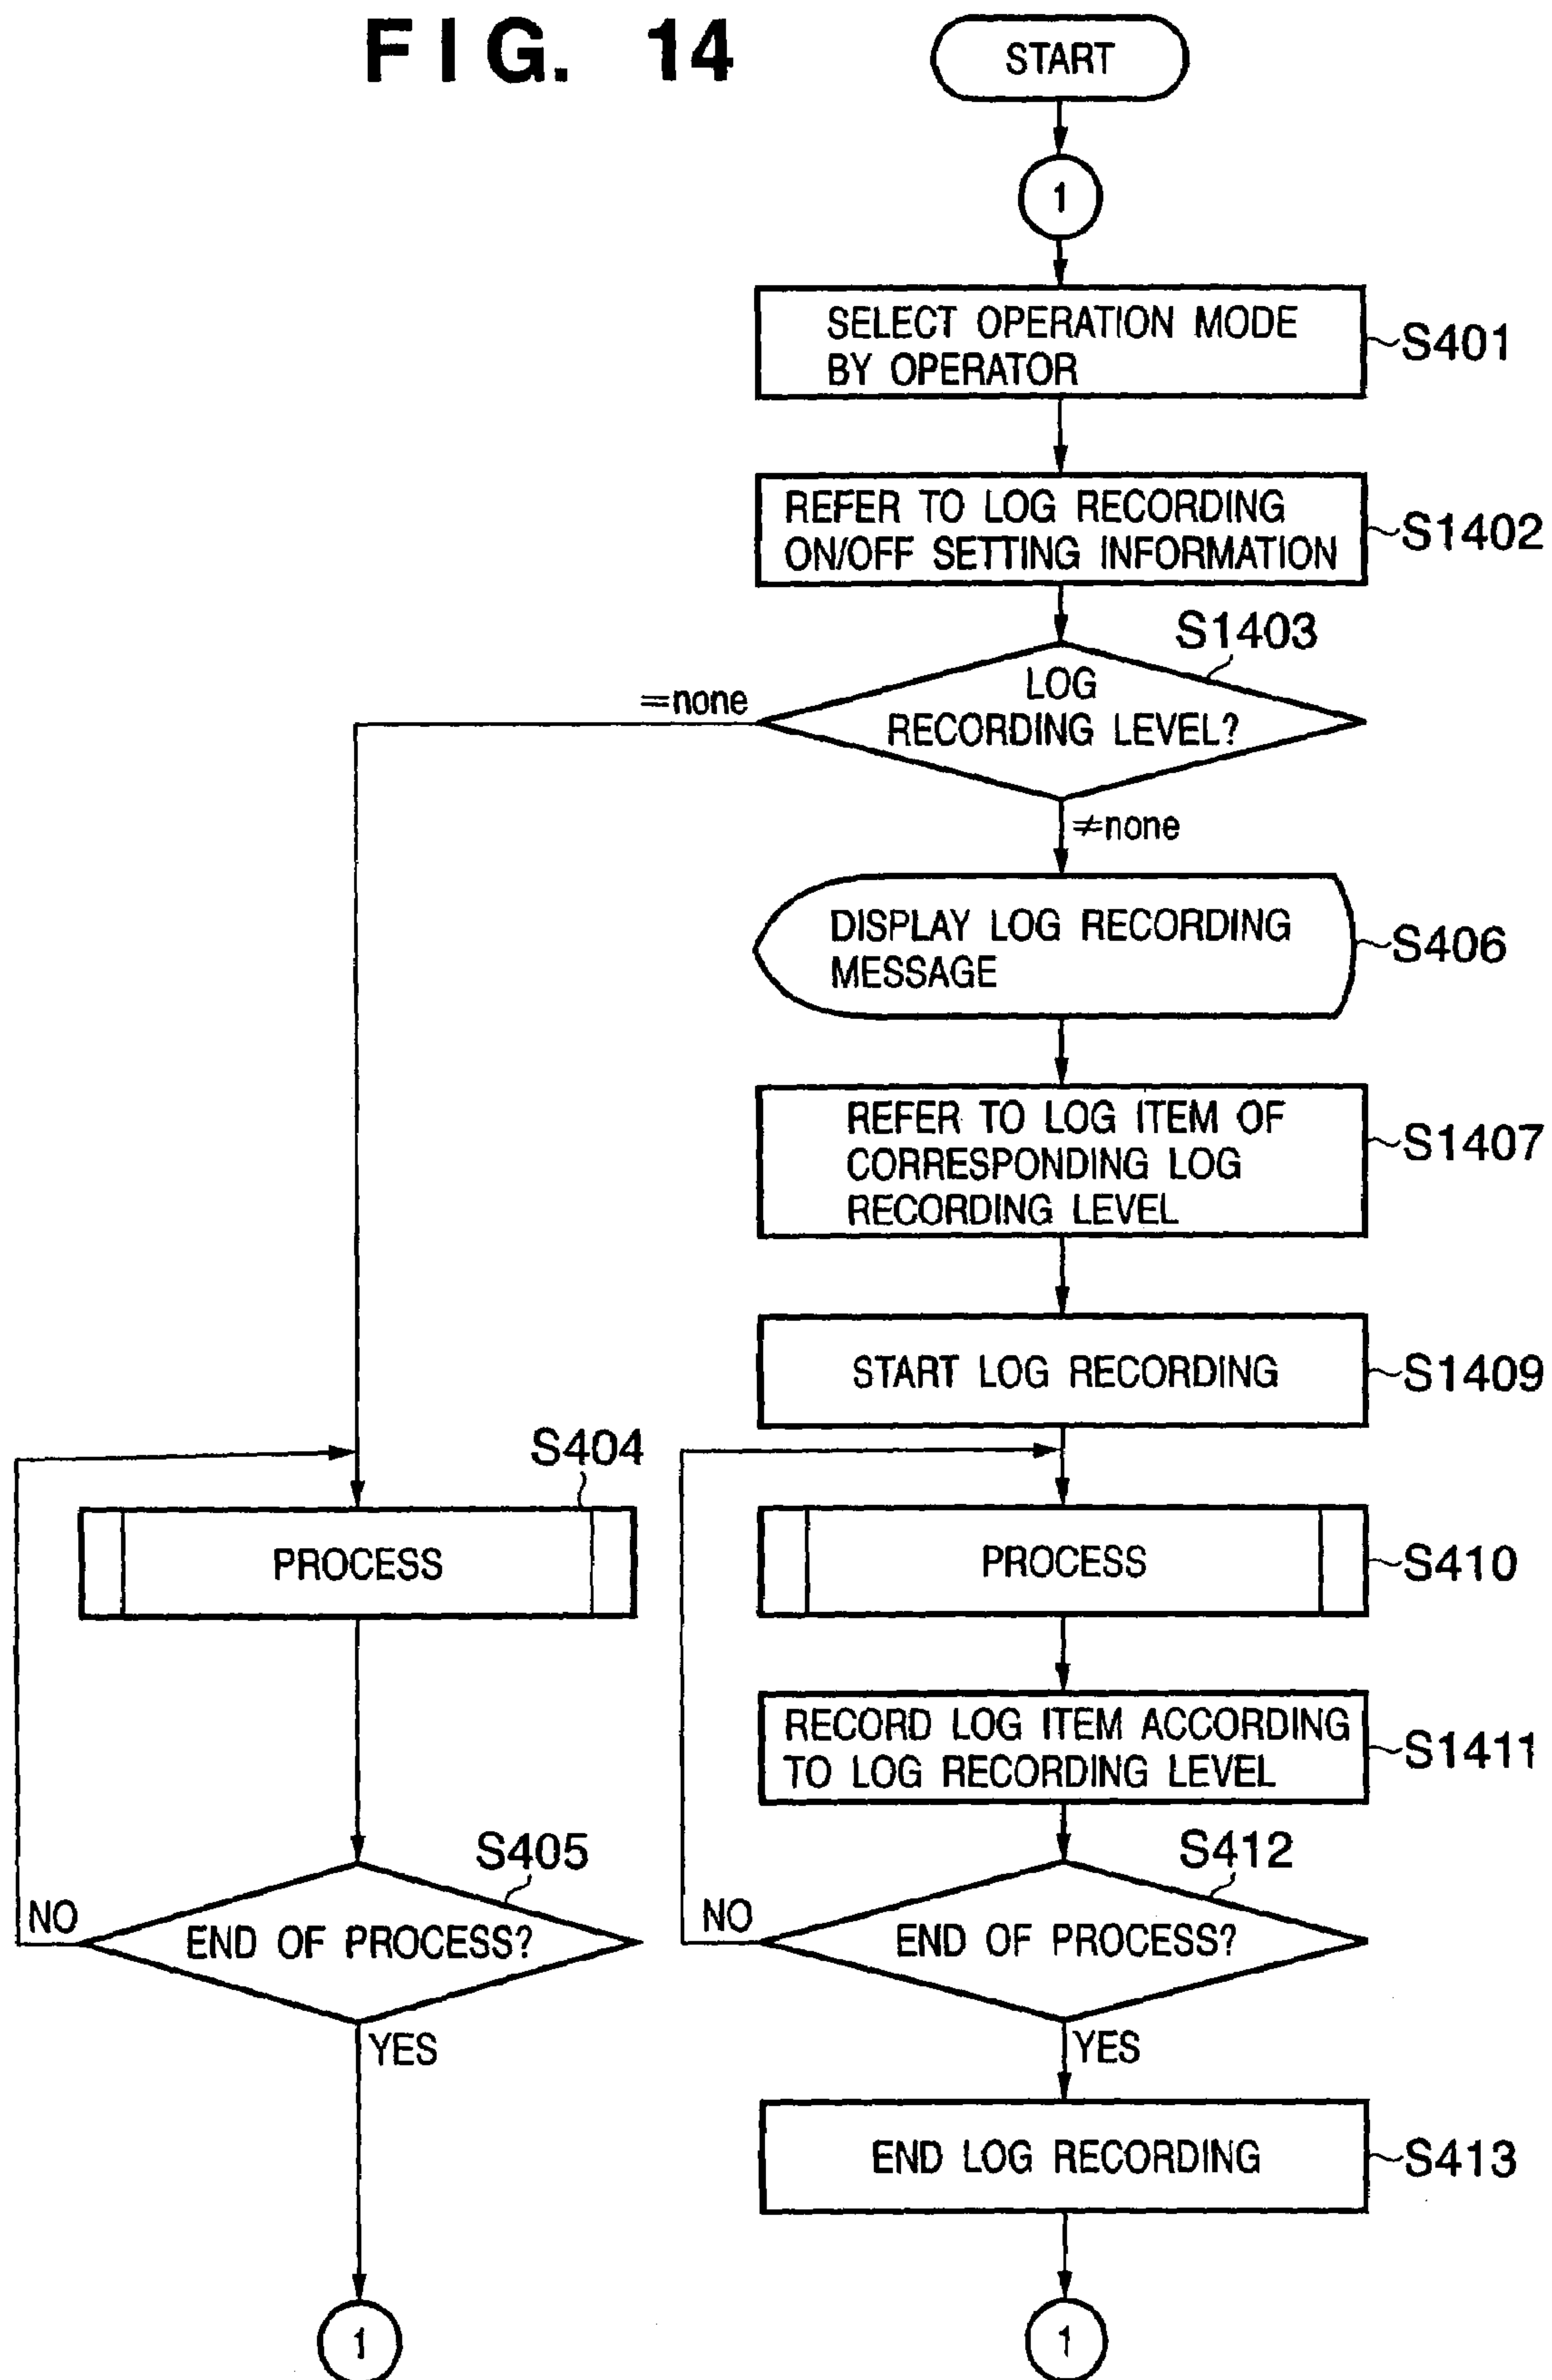 FIG. 14
START
1
SELECT OPERATION MODE
BY OPERATOR
S401
REFER TO LOG RECORDING
ON/OFF SETTING INFORMATION
S1402
S1403
LOG
RECORDING LEVEL?
=none
≠none
DISPLAY LOG RECORDING
MESSAGE
S406
REFER TO LOG ITEM OF
CORRESPONDING LOG
RECORDING LEVEL
S1407
START LOG RECORDING
S1409
S404
PROCESS
PROCESS
S410
RECORD LOG ITEM ACCORDING
TO LOG RECORDING LEVEL
S1411
S405
S412
NO
END OF PROCESS?
NO
END OF PROCESS?
YES
YES
END LOG RECORDING
S413
1
1